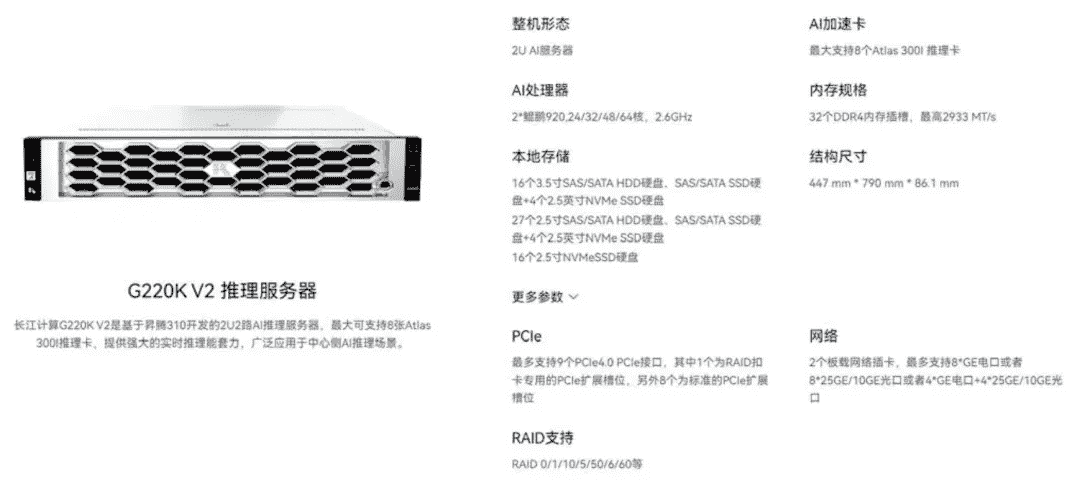 G220K V2 推理服务器
长江计算G220K V2是基于昇腾310开发的2U2路AI推理服务器，最大可支持8张Atlas
300I推理卡，提供强大的实时推理能套力，广泛应用于中心侧AI推理场景。
整机形态
2U AI服务器
AI加速卡
最大支持8个Atlas 300I 推理卡
AI处理器
2*鲲鹏920,24/32/48/64核，2.6GHz
内存规格
32个DDR4内存插槽，最高2933 MT/s
本地存储
16个3.5寸SAS/SATA HDD硬盘、SAS/SATA SSD硬
盘+4个2.5英寸NVMe SSD硬盘
27个2.5寸SAS/SATA HDD硬盘、SAS/SATA SSD硬
盘+4个2.5英寸NVMe SSD硬盘
16个2.5寸NVMeSSD硬盘
结构尺寸
447 mm * 790 mm * 86.1 mm
更多参数
PCIe
最多支持9个PCIe4.0 PCIe接口，其中1个为RAID扣
卡专用的PCIe扩展槽位，另外8个为标准的PCIe扩展
槽位
网络
2个板载网络插卡，最多支持8*GE电口或者
8*25GE/10GE光口或者4*GE电口+4*25GE/10GE光
口
RAID支持
RAID 0/1/10/5/50/6/60等